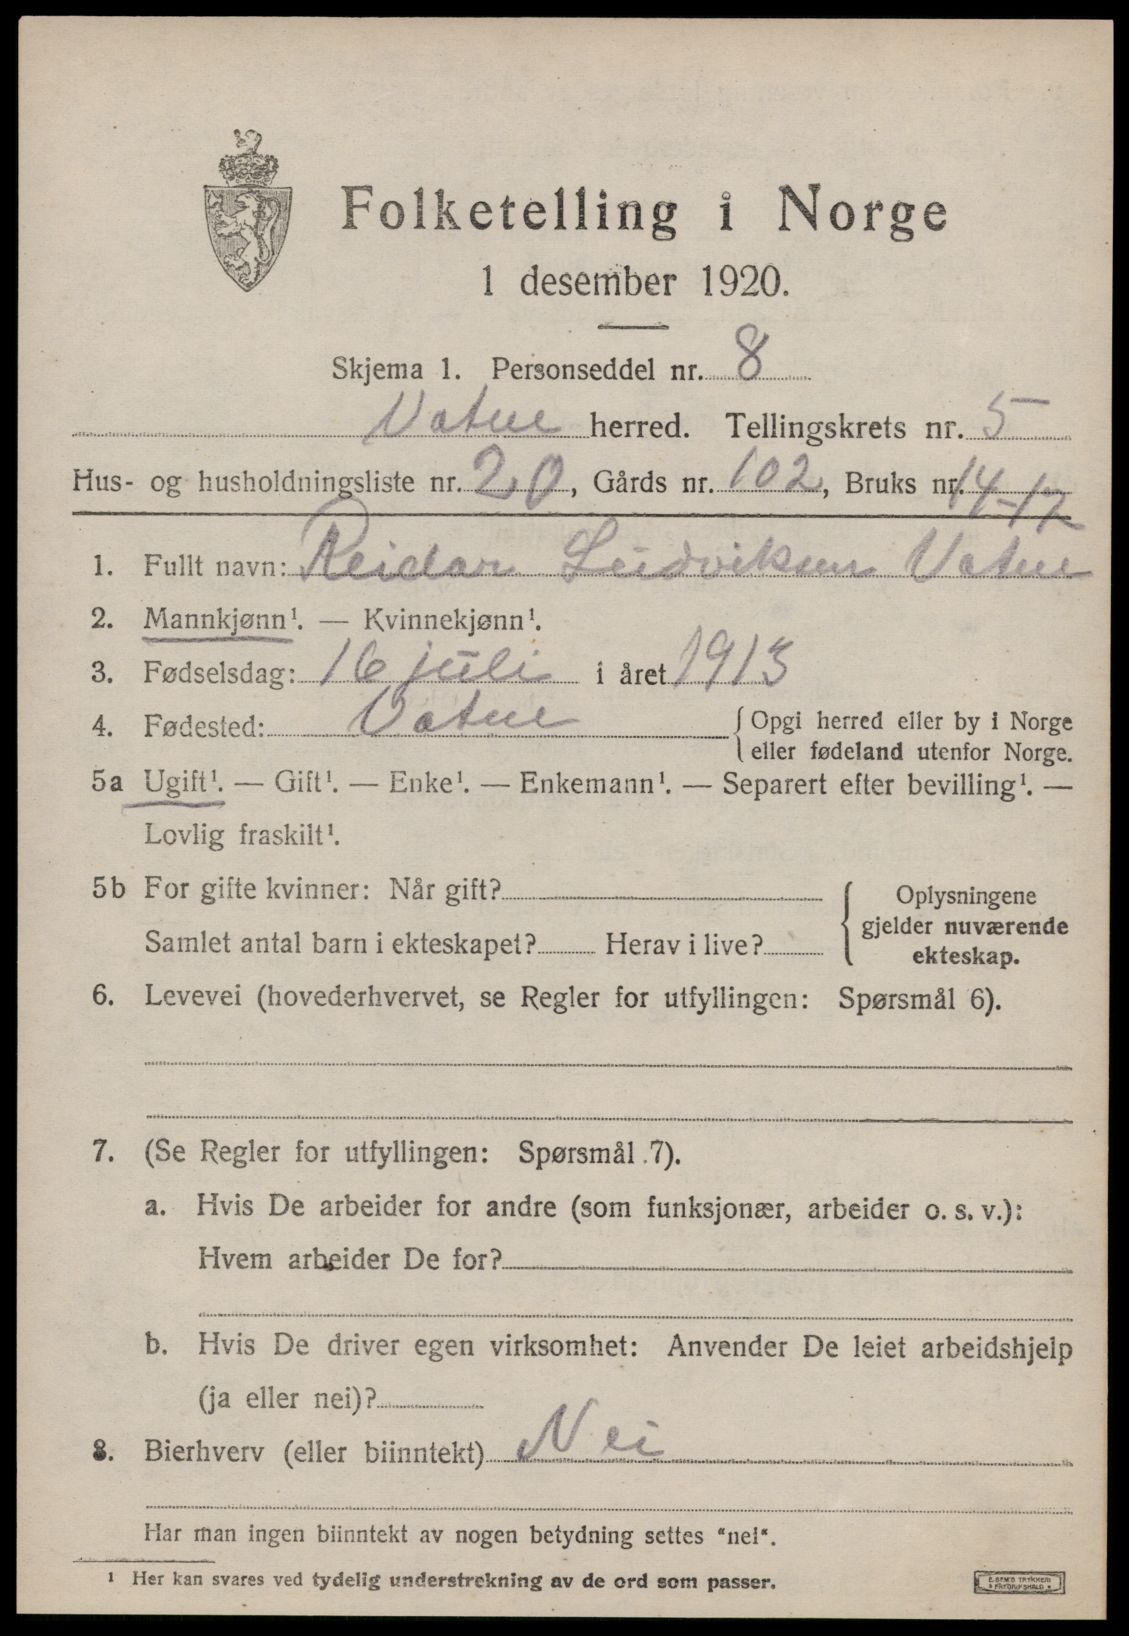 Folketelling i Norge
1 desember 1920.
Skjema 1. Personseddel nr. 8
Vatne herred. Tellingskrets nr. 5
Hus- og husholdningsliste nr. 20, Gårds nr. 102, Bruks nr. 14-17
1. Fullt navn: Reidar Ludviksen Vatne
2. Mannkjønn¹. — Kvinnekjønn¹.
3. Fødselsdag: 16 juli i året 1913
4. Fødested: Vatne { Opgi herred eller by i Norge
eller fødeland utenfor Norge.
5a Ugift¹. — Gift¹. — Enke¹. — Enkemann¹. — Separert efter bevilling¹. —
Lovlig fraskilt¹.
5b For gifte kvinner: Når gift?
Samlet antal barn i ekteskapet? Herav i live?
Oplysningene
gjelder nuværende
ekteskap.
6. Levevei (hovederhvervet, se Regler for utfyllingen: Spørsmål 6).
7. (Se Regler for utfyllingen: Spørsmål 7).
a. Hvis De arbeider for andre (som funksjonær, arbeider o. s. v.):
Hvem arbeider De for?
b. Hvis De driver egen virksomhet: Anvender De leiet arbeidshjelp
(ja eller nei)?
8. Bierhverv (eller biinntekt) Nei
Har man ingen biinntekt av nogen betydning settes "nei".
¹ Her kan svares ved tydelig understrekning av de ord som passer.